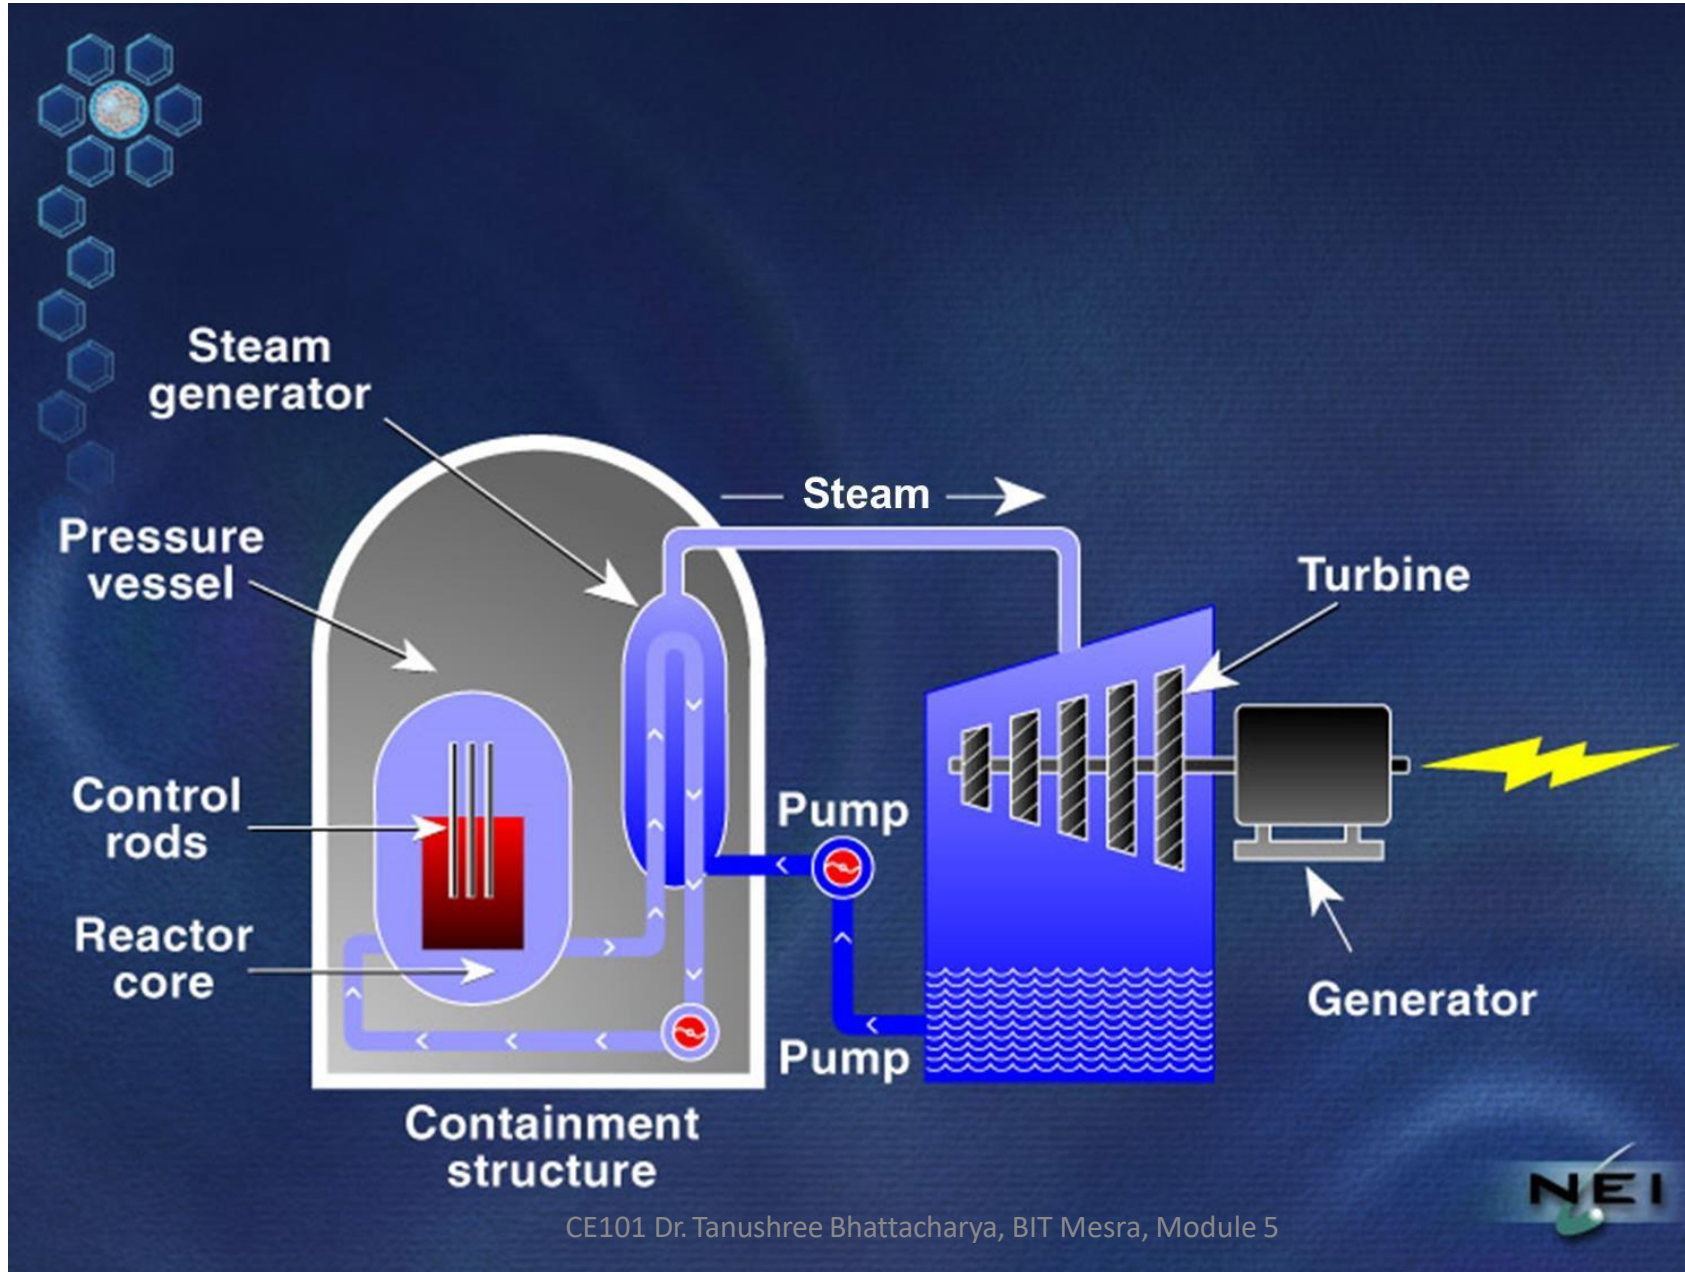 Steam
generator
Steam
Pressure
vessel
Turbine
Control
rods
Pump
Reactor
core
Generator
Pump
Containment
structure
NEI
CE101 Dr. Tanushree Bhattacharya, BIT Mesra, Module 5